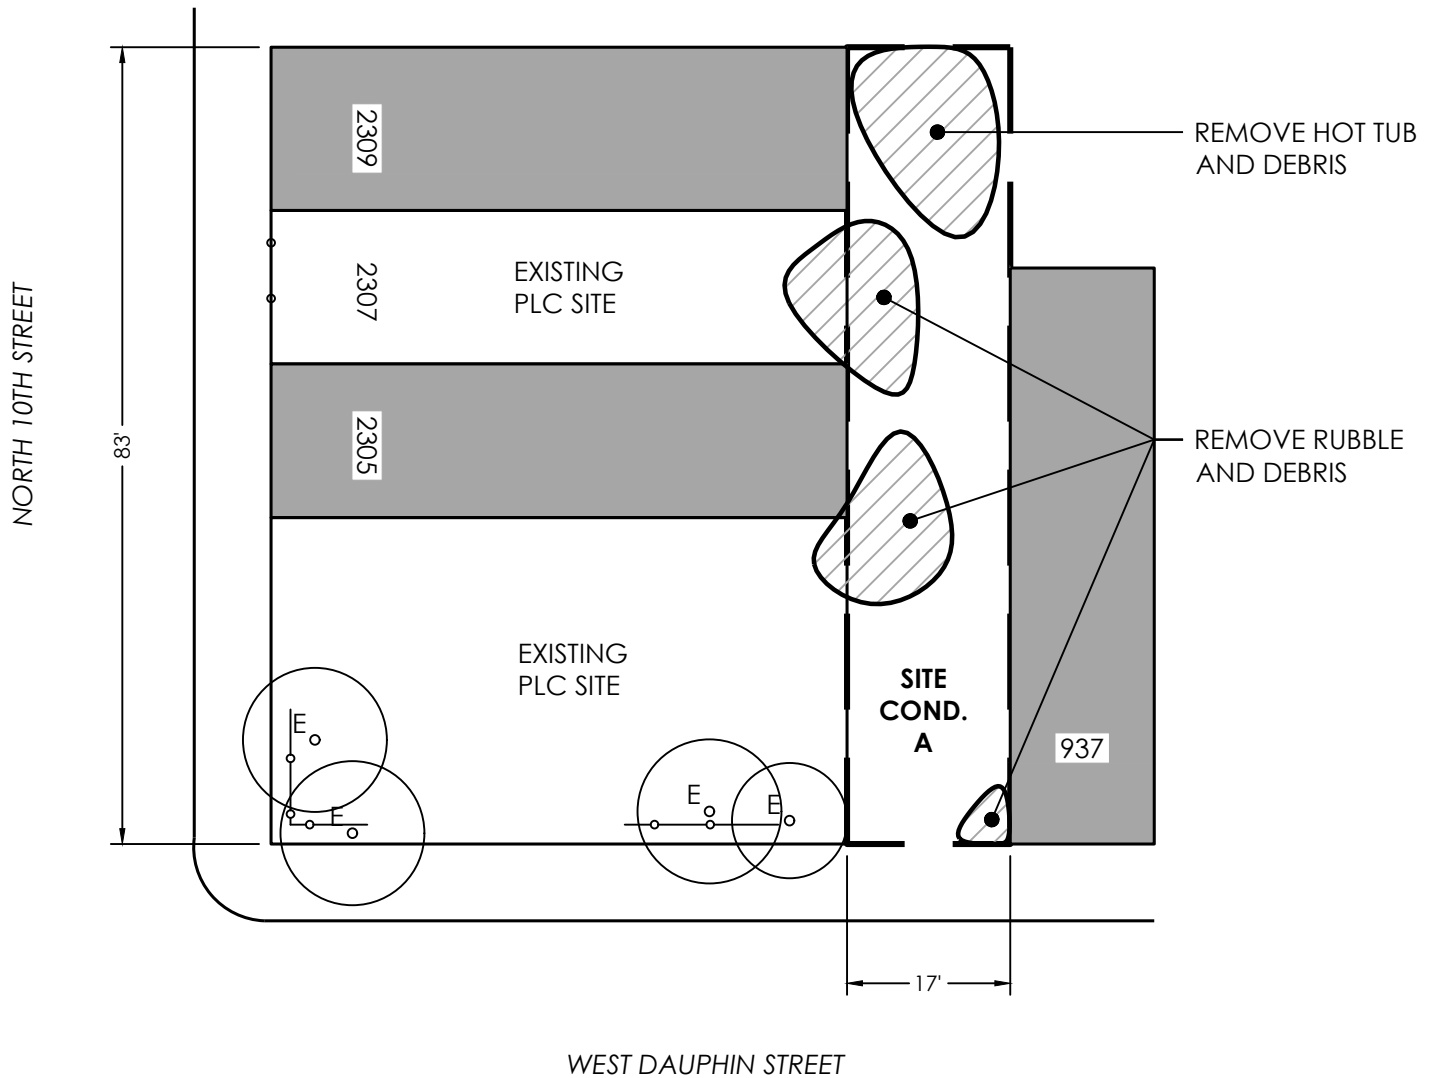 2309
REMOVE HOT TUB
AND DEBRIS
NORTH 10TH STREET
83'
2307
EXISTING
PLC SITE
2305
REMOVE RUBBLE
AND DEBRIS
EXISTING
PLC SITE
SITE
COND.
A
937
E
E
E
E
17'
WEST DAUPHIN STREET